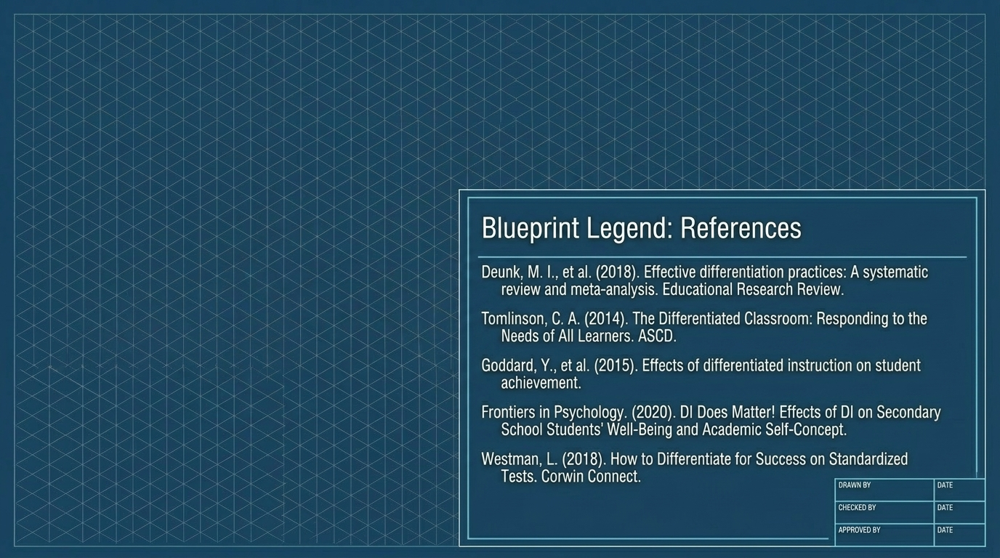 Blueprint Legend: References
Deunk, M. I., et al. (2018). Effective differentiation practices: A systematic
review and meta-analysis. Educational Research Review.
Tomlinson, C. A. (2014). The Differentiated Classroom: Responding to the
Needs of All Learners. ASCD.
Goddard, Y., et al. (2015). Effects of differentiated instruction on student
achievement.
Frontiers in Psychology. (2020). DI Does Matter! Effects of DI on Secondary
School Students' Well-Being and Academic Self-Concept.
Westman, L. (2018). How to Differentiate for Success on Standardized
Tests. Corwin Connect.
DRAWN BY DATE
CHECKED BY DATE
APPROVED BY DATE